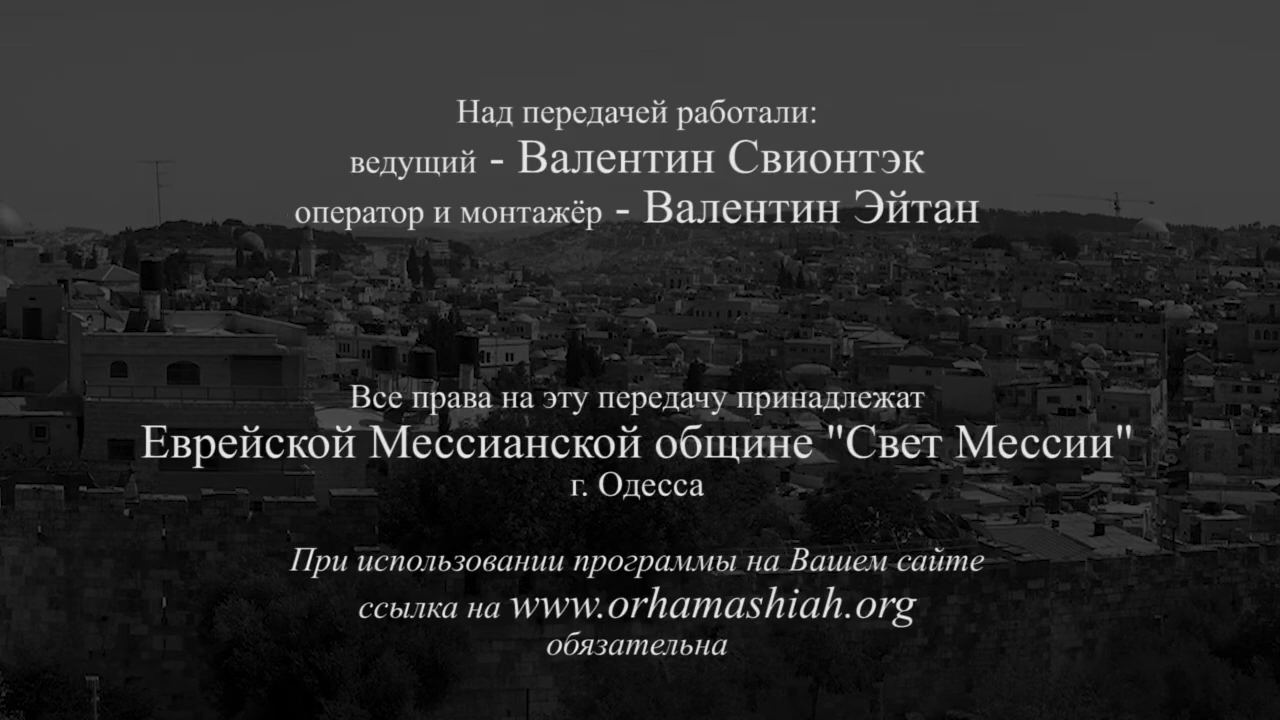 Над передачей работали:
ведущий - Валентин Свионтэк
оператор и монтажёр - Валентин Эйтан
Все права на эту передачу принадлежат
Еврейской Мессианской общине "Свет Мессии"
г. Одесса
При использовании программы на Вашем сайте
ссылка на www.orhamashiah.org
обязательна